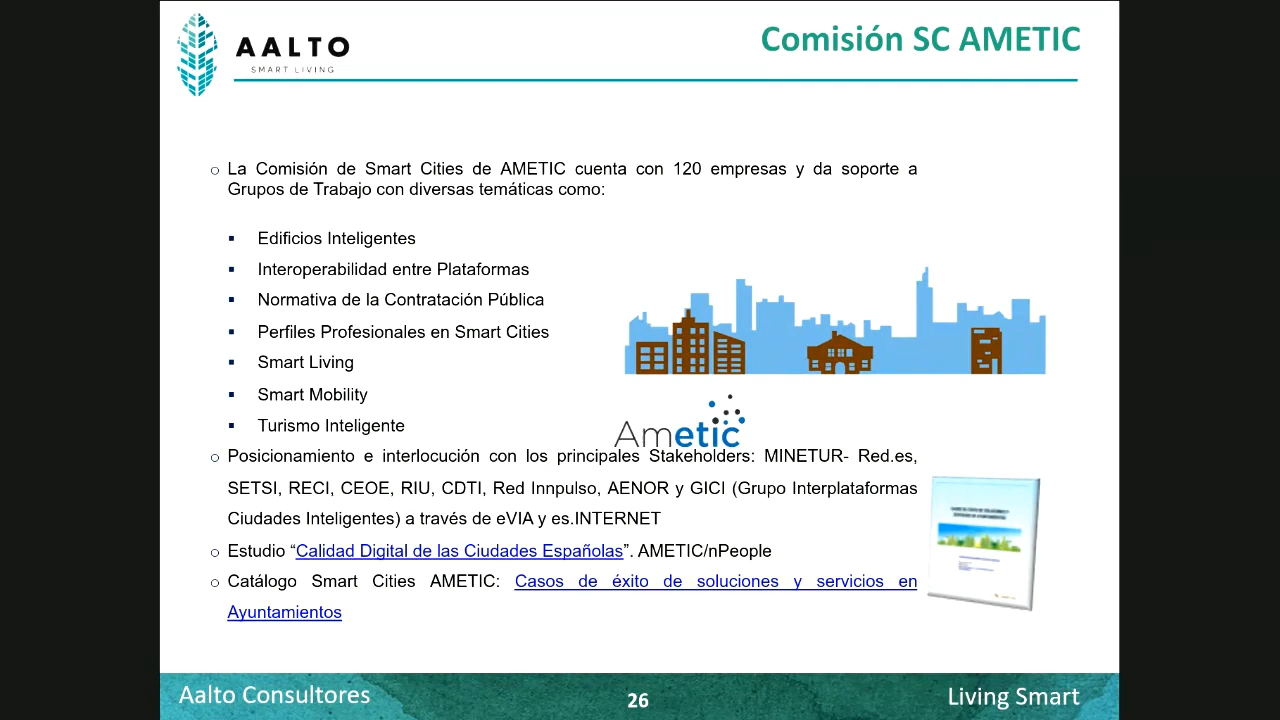 AALTO
SMART LIVING
Comisión SC AMETIC
La Comisión de Smart Cities de AMETIC cuenta con 120 empresas y da soporte a
Grupos de Trabajo con diversas temáticas como:
Edificios Inteligentes
Interoperabilidad entre Plataformas
Normativa de la Contratación Pública
Perfiles Profesionales en Smart Cities
Smart Living
Smart Mobility
Turismo Inteligente
Ametic
Posicionamiento e interlocución con los principales Stakeholders: MINETUR- Red.es,
SETSI, RECI, CEOE, RIU, CDTI, Red Innpulso, AENOR y GICI (Grupo Interplataformas
Ciudades Inteligentes) a través de eVIA y es.INTERNET
Estudio “Calidad Digital de las Ciudades Españolas”. AMETIC/nPeople
Catálogo Smart Cities AMETIC: Casos de éxito de soluciones y servicios en
Ayuntamientos
Aalto Consultores
26
Living Smart